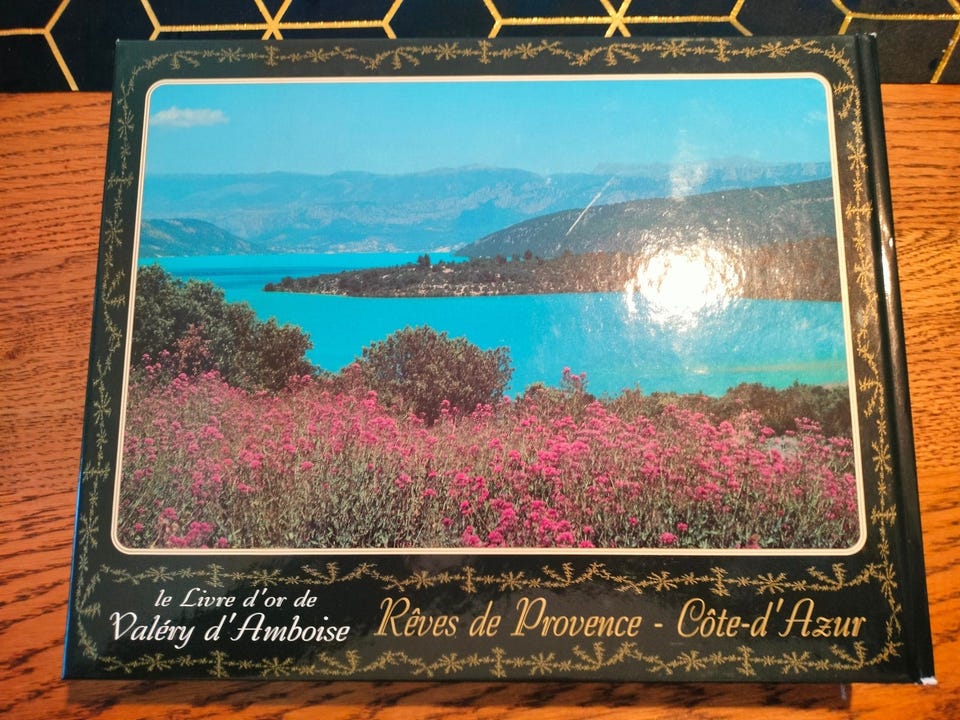 le Livre d'or de
Valéry d'Amboise
Rêves de Provence - Côte-d'Azur